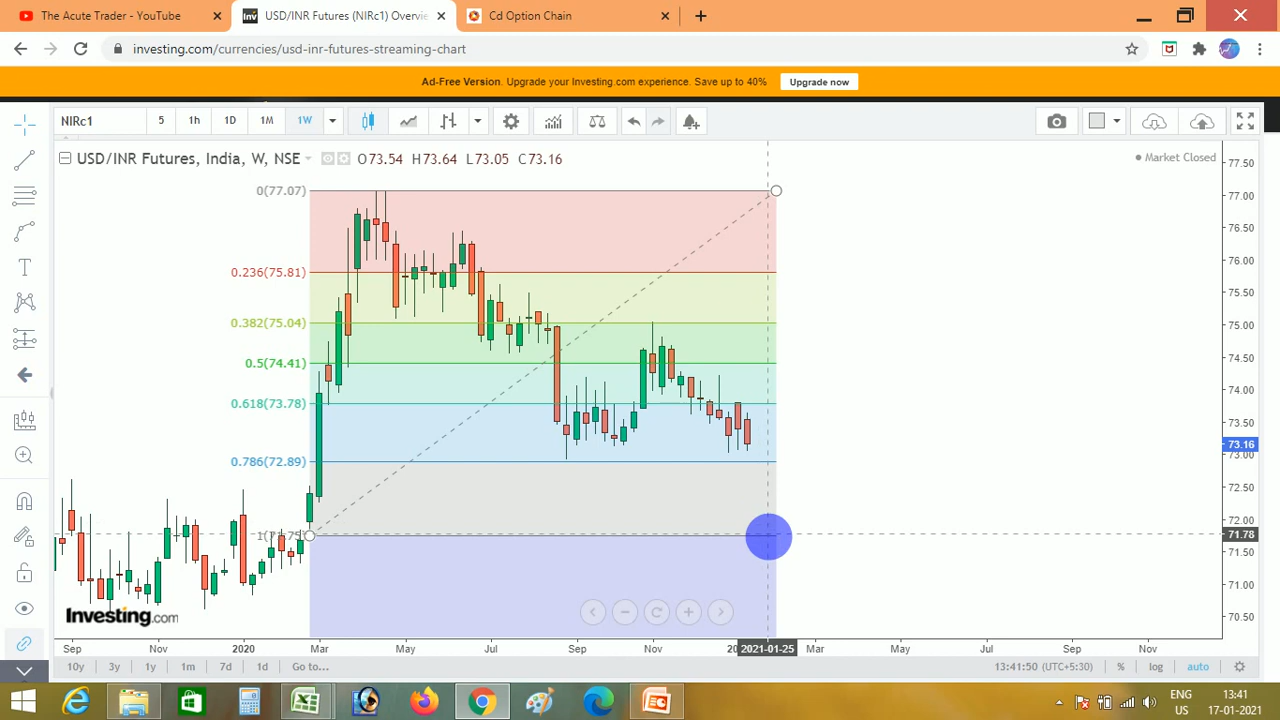 The Acute Trader - YouTube
USD/INR Futures (NIRc1) Overvie
Cd Option Chain
investing.com/currencies/usd-inr-futures-streaming-chart
Ad-Free Version. Upgrade your Investing.com experience. Save up to 40%
Upgrade now
NIRc1
5
1h
1D
1M
1W
USD/INR Futures, India, W, NSE
O73.54 H73.64 L73.05 C73.16
Market Closed
0(77.07)
0.236(75.81)
0.382(75.04)
0.5(74.41)
0.618(73.78)
0.786(72.89)
77.50
77.00
76.50
76.00
75.50
75.00
74.50
74.00
73.50
73.16
73.00
72.50
72.00
71.78
71.50
71.00
70.50
Investing.com
Sep
Nov
2020
Mar
May
Jul
Sep
Nov
2021-01-25
Mar
May
Jul
Sep
Nov
10y
3y
1y
1m
7d
1d
Go to...
13:41:50 (UTC+5:30)
%
log
auto
ENG
US
13:41
17-01-2021